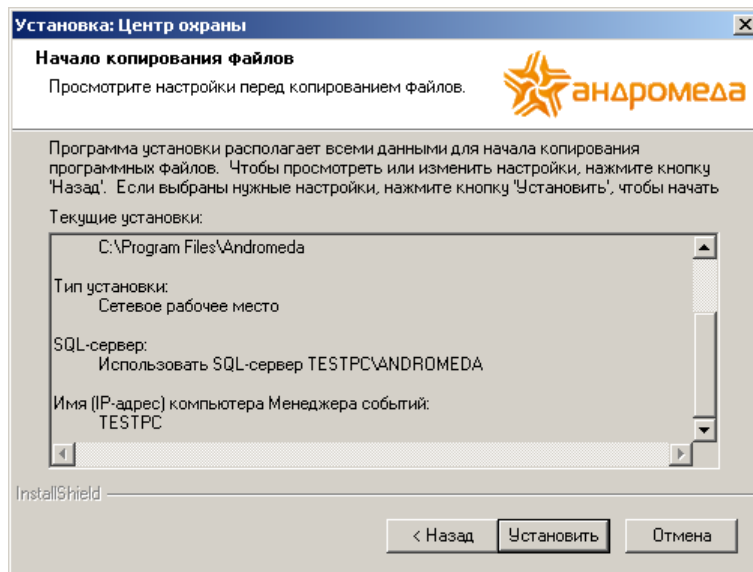 Установка: Центр охраны
Начало копирования файлов
Просмотрите настройки перед копированием файлов.
андромеда
Программа установки располагает всеми данными для начала копирования
программных файлов. Чтобы просмотреть или изменить настройки, нажмите кнопку
'Назад'. Если выбраны нужные настройки, нажмите кнопку 'Установить', чтобы начать
Текущие установки:
C:\Program Files\Andromeda
Тип установки:
Сетевое рабочее место
SQL-сервер:
Использовать SQL-сервер TESTPC\ANDROMEDA
Имя (IP-адрес) компьютера Менеджера событий:
TESTPC
InstallShield
< Назад
Установить
Отмена